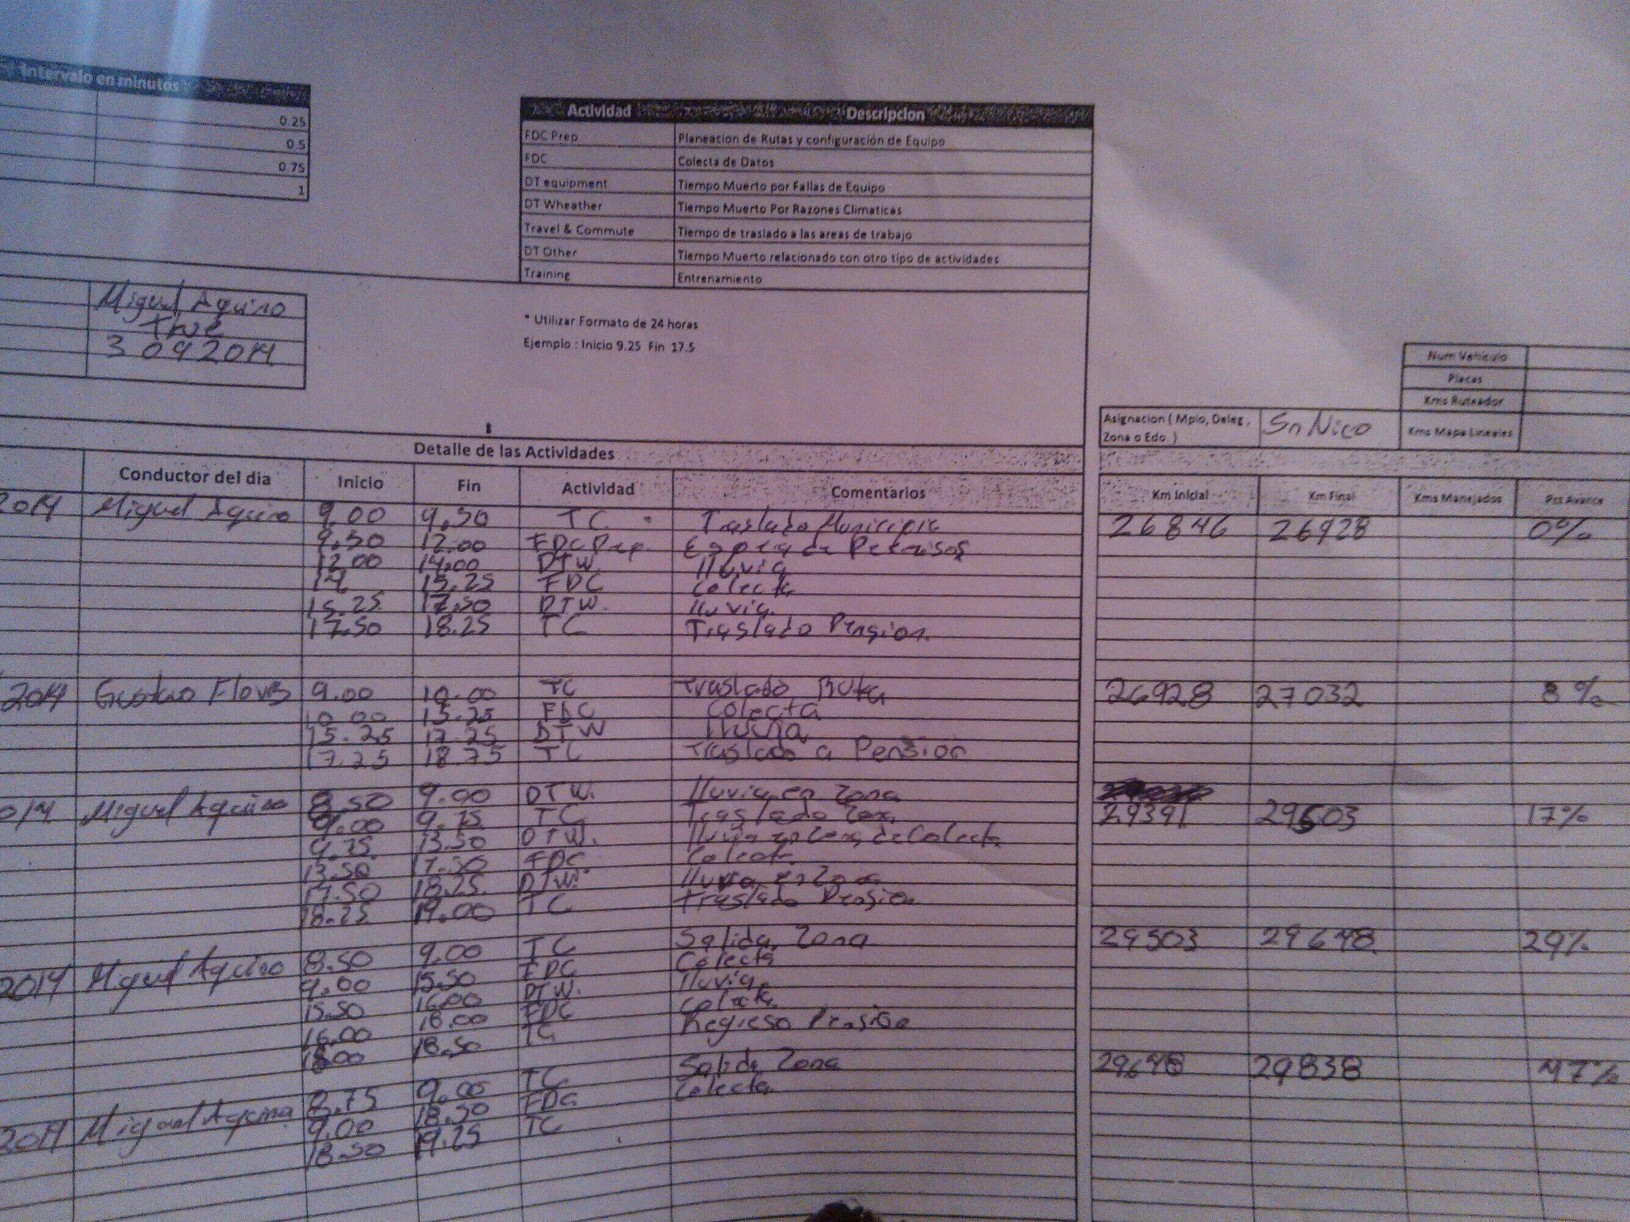 Intervalo en minutos
0.25
0.5
0.75
1
Actividad Descripcion
FDC Prep Planeacion de Rutas y configuración de Equipo
FDC Colecta de Datos
DT equipment Tiempo Muerto por Fallas de Equipo
DT Wheather Tiempo Muerto Por Razones Climaticas
Travel & Commute Tiempo de traslado a las areas de trabajo
DT Other Tiempo Muerto relacionado con otro tipo de actividades
Training Entrenamiento
* Utilizar Formato de 24 horas
Ejemplo : Inicio 9.25 Fin 17.5
Miguel Aquino
3 092014
Num Vehiculo
Placas
Kms Ruteador
Kms Mapa Lineales
Asignacion ( Mpio, Deleg,
Zona o Edo. )
Sn Nico
Detalle de las Actividades
Conductor del dia Inicio Fin Actividad Comentarios Km Inicial Km Final Kms Manejados Pct Avance
2014 Miguel Aquino 9.00 9.50 TC Traslado Municipio 26846 26928 0%
9.50 12.00 FDC Prep. de Permisos
12.00 14.00 DTW. lluvia
14 15.25 FDC Colecta
15.25 17.50 DTW. lluvia.
17.50 18.25 TC Traslado Pension.
2014 Gustavo Flores 9.00 10.00 TC Traslado Ruta 26928 27032 8%
10.00 15.25 FDC Colecta
15.25 17.25 DTW lluvia
17.25 18.75 TC Traslado a Pension
014 Miguel Aquino 8.50 9.00 DTW. lluvia en zona
9.00 9.75 TC. Traslado Zona 29391 29503 17%
9.75 13.50 DTW. lluvia en zona de Colecta.
13.50 17.50 FDC Colecta
17.50 18.25 DTW. lluvia en Zona
18.25 19.00 TC Traslado Pension
2014 Miguel Aquino 8.50 9.00 TC Salida Zona 29503 29648 29%
9.00 15.50 FDC Colecta
15.50 16.00 DTW. lluvia.
16.00 18.00 FDC Colecta.
18.00 18.50 TC Regreso Pension
2014 Miguel Aquino 8.75 9.00 TC Salida Zona 29648 29838 47%
9.00 18.50 FDC Colecta
18.50 19.25 TC